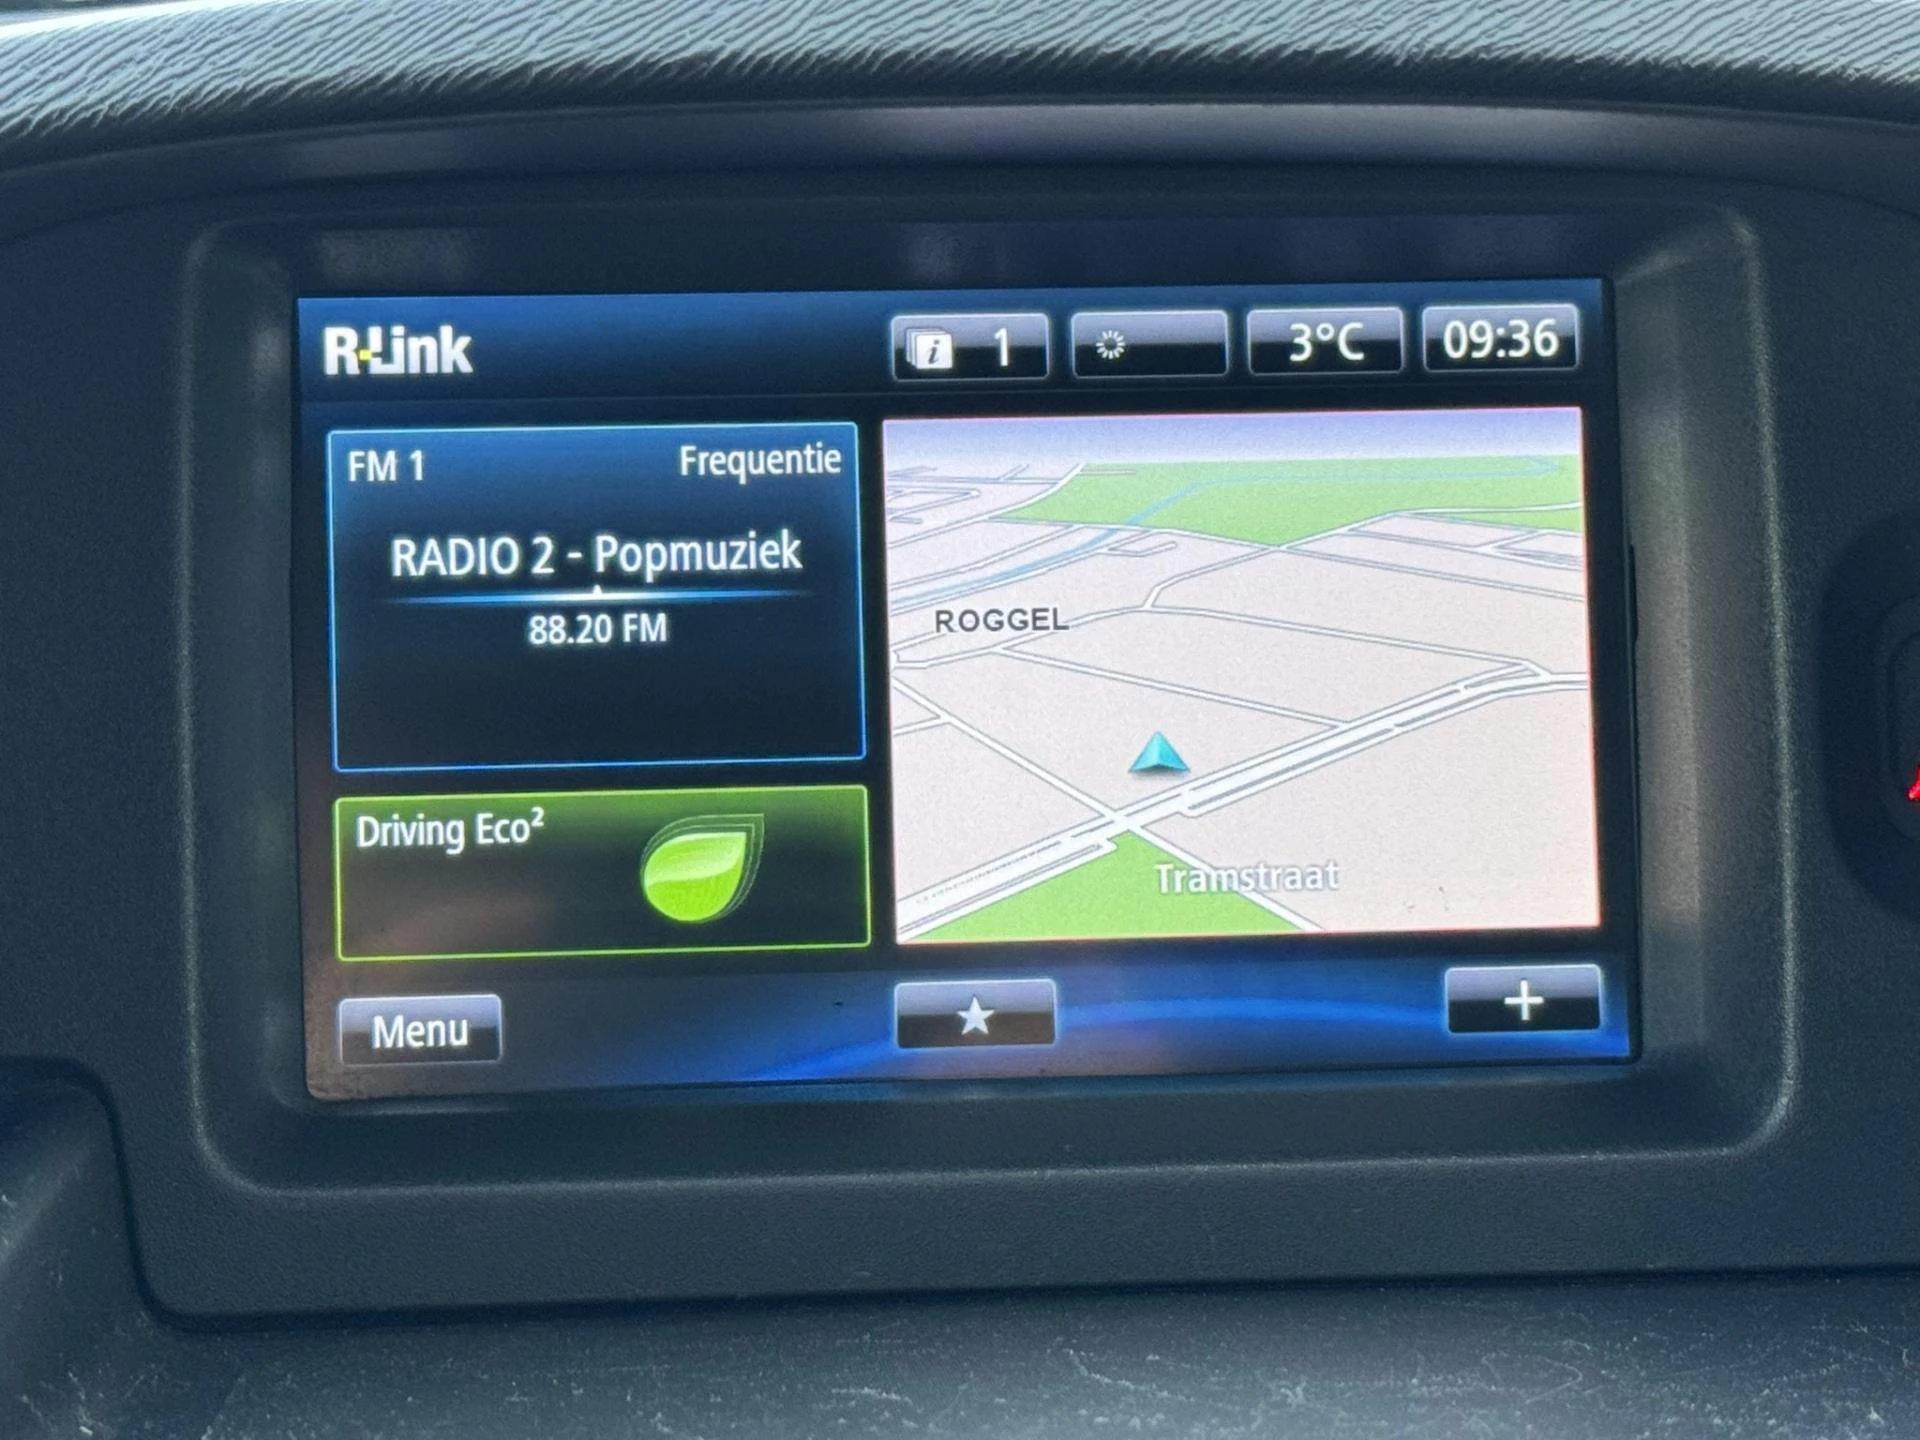 R-Link
i 1
3°C
09:36
FM 1
Frequentie
RADIO 2 - Popmuziek
88.20 FM
Driving Eco²
ROGGEL
Tramstraat
Menu